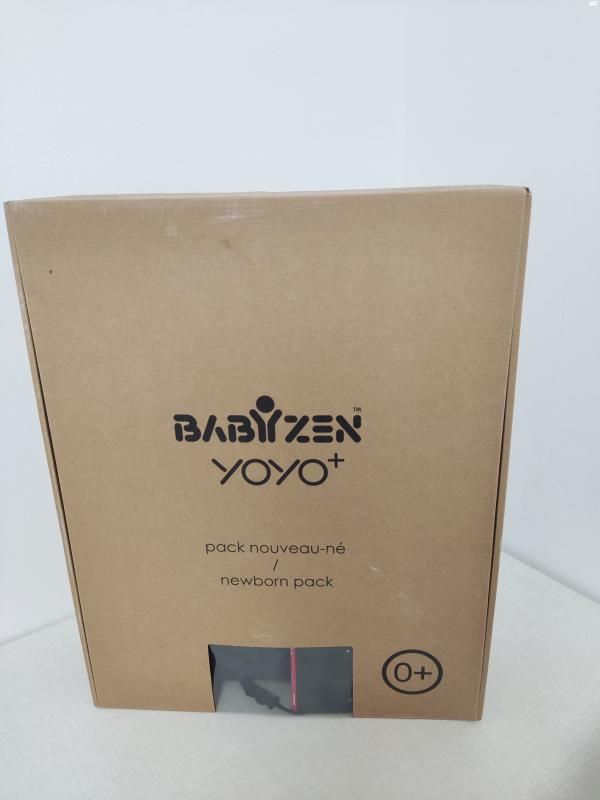 BABYZEN™
YOYO+
pack nouveau-né
/
newborn pack
0+